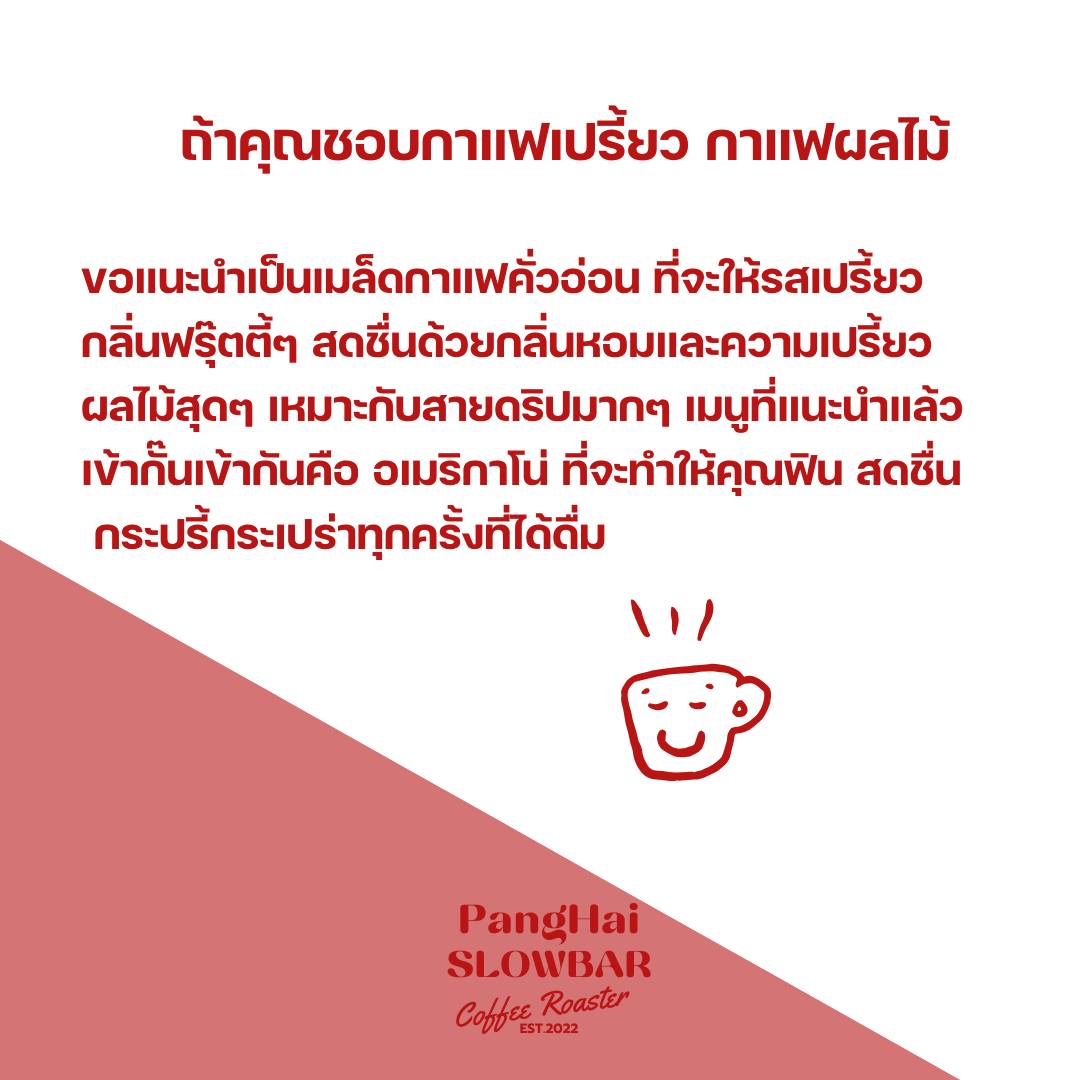 ถ้าคุณชอบกาแฟเปรี้ยว กาแฟผลไม้
ขอแนะนำเป็นเมล็ดกาแฟคั่วอ่อน ที่จะให้รสเปรี้ยว
กลิ่นฟรุ๊ตตี้ๆ สดชื่นด้วยกลิ่นหอมและความเปรี้ยว
ผลไม้สุดๆ เหมาะกับสายดริปมากๆ เมนูที่แนะนำแล้ว
เข้ากั๊นเข้ากันคือ อเมริกาโน่ ที่จะทำให้คุณฟิน สดชื่น
กระปรี้กระเปร่าทุกครั้งที่ได้ดื่ม
PangHai
SLOWBAR
Coffee Roaster
EST.2022